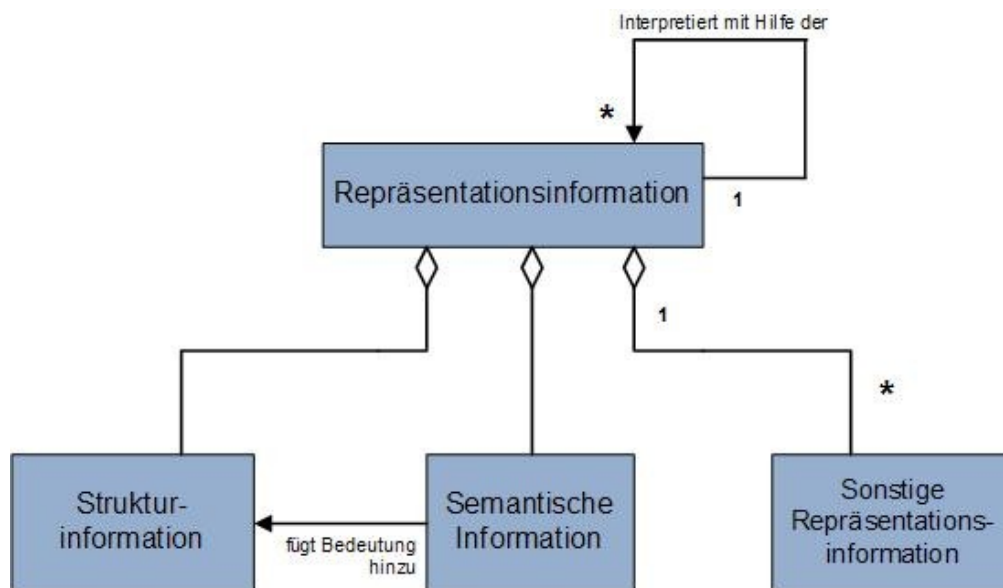 Interpretiert mit Hilfe der
*
Repräsentationsinformation
1
1
*
Struktur-
information
Semantische
Information
Sonstige
Repräsentations-
information
fügt Bedeutung
hinzu